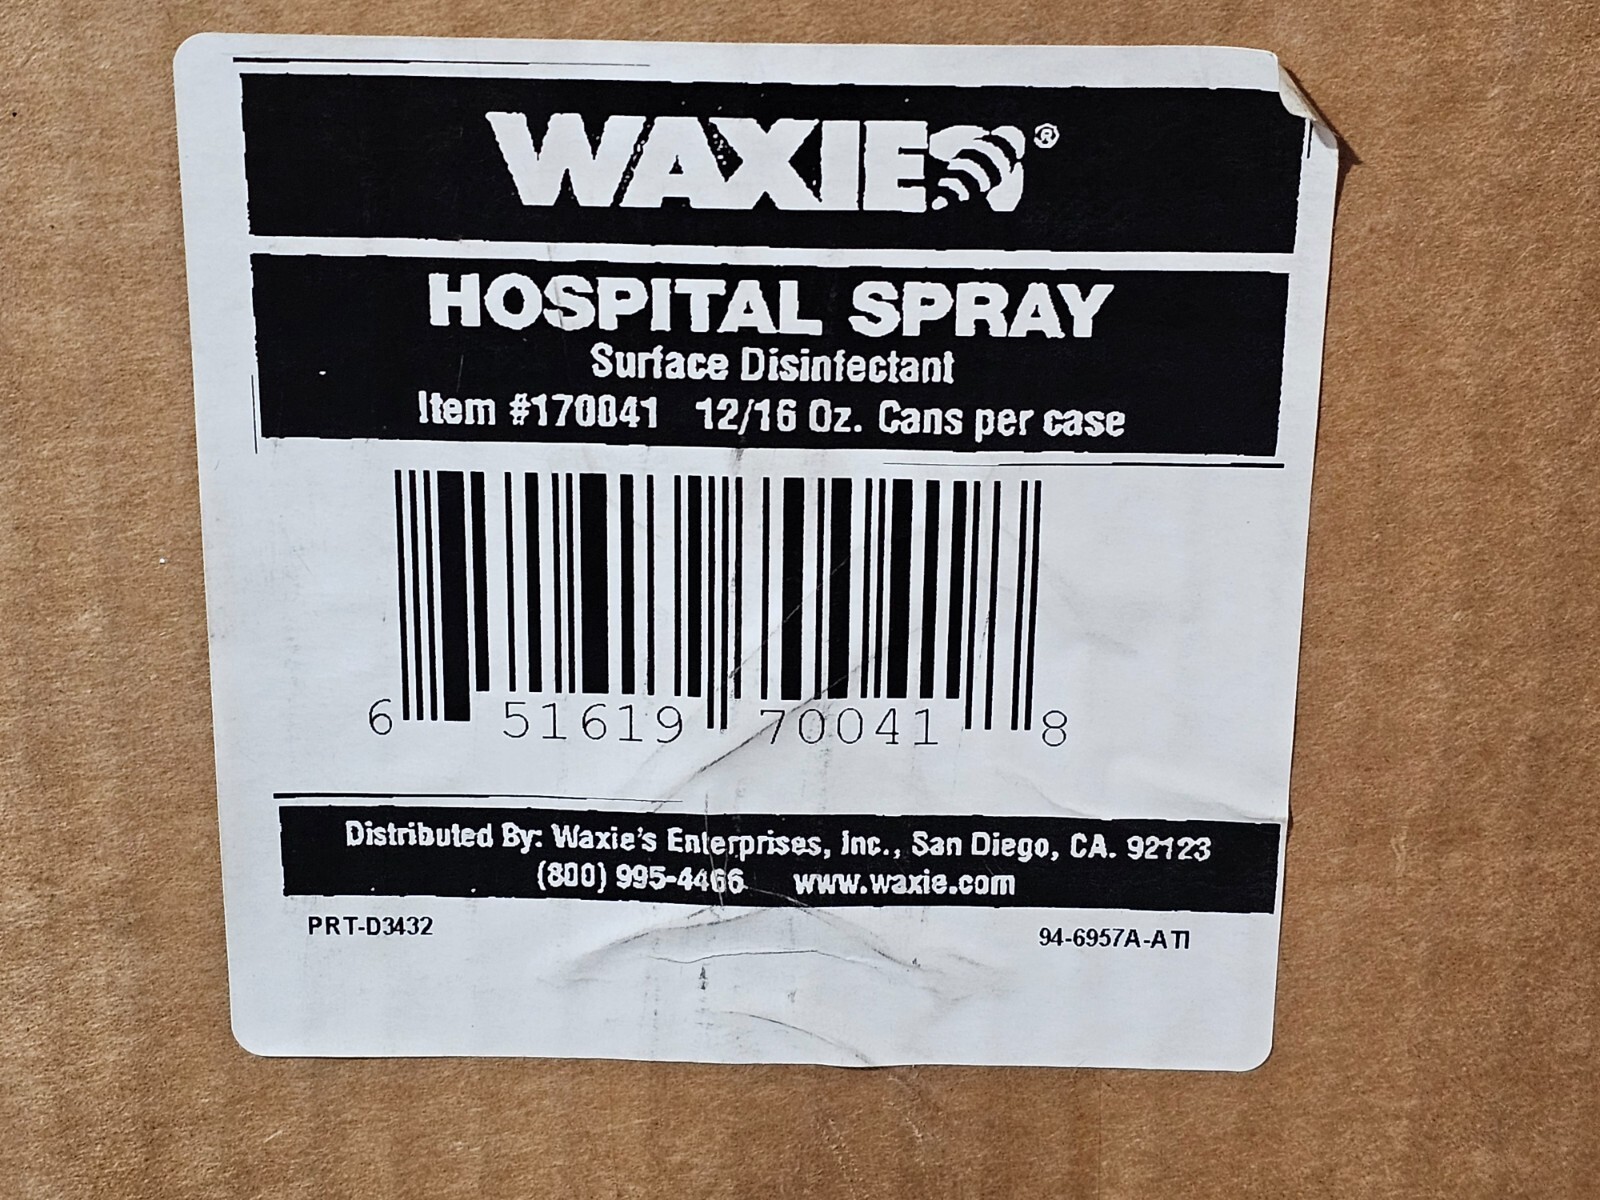 WAXIE®
HOSPITAL SPRAY
Surface Disinfectant
Item #170041 12/16 Oz. Cans per case
6 51619 70041 8
Distributed By: Waxie's Enterprises, Inc., San Diego, CA. 92123
(800) 995-4466 www.waxie.com
PRT-D3432 94-6957A-ATI